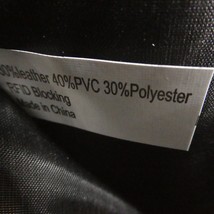 30%leather 40%PVC 30%Polyester
RFID Blocking
Made in China